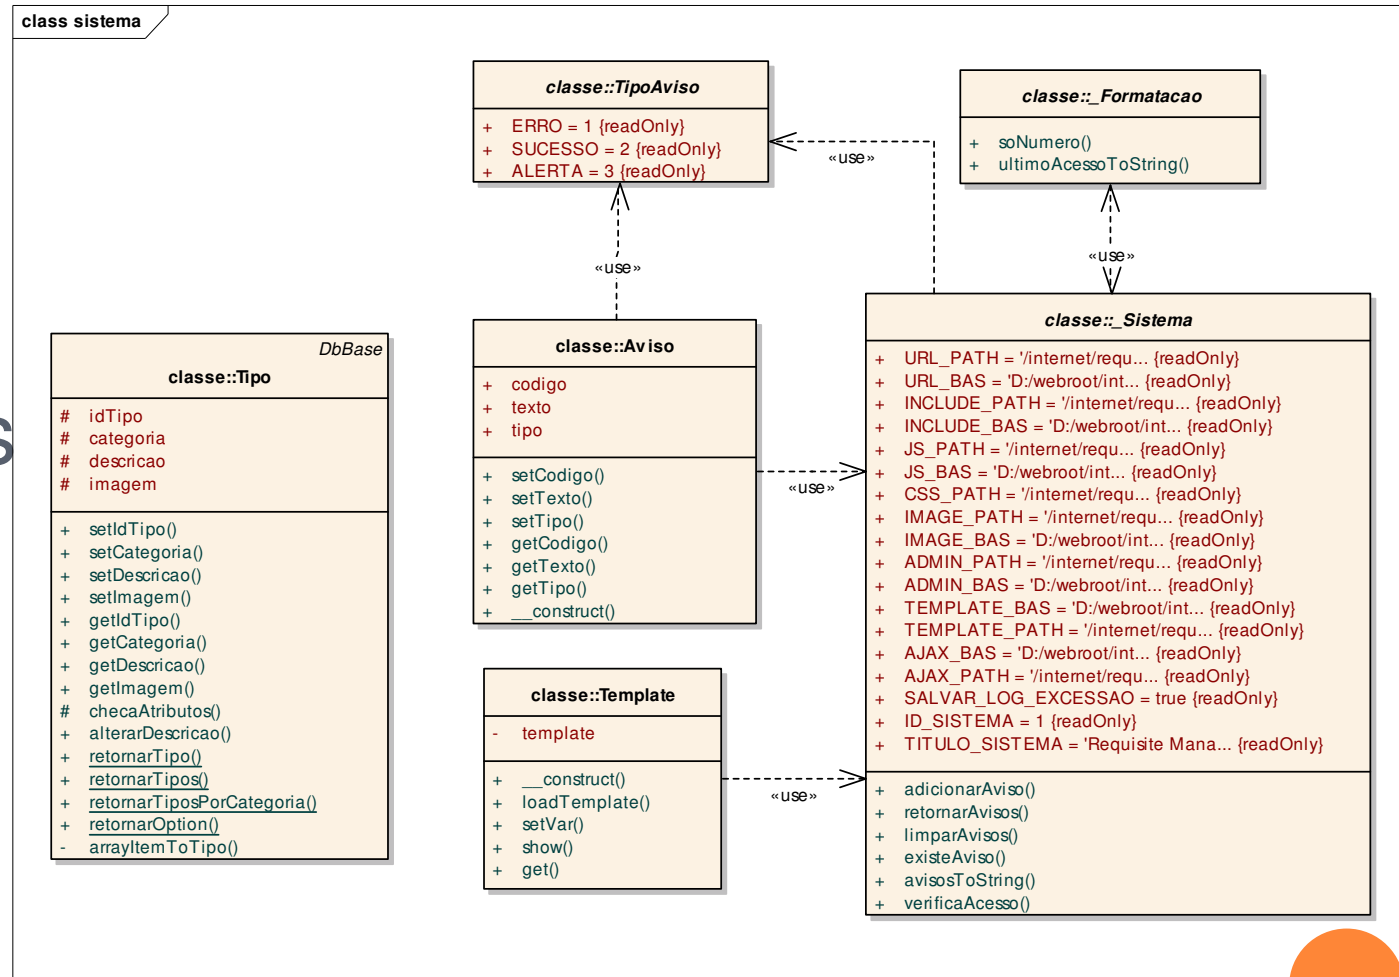 class sistema
classe::TipoAviso
+ ERRO = 1 {readOnly}
+ SUCESSO = 2 {readOnly}
+ ALERTA = 3 {readOnly}
classe::_Formatacao
+ soNumero()
+ ultimoAcessoToString()
«use»
«use»
«use»
DbBase
classe::Tipo
# idTipo
# categoria
# descricao
# imagem
+ setIdTipo()
+ setCategoria()
+ setDescricao()
+ setImagem()
+ getIdTipo()
+ getCategoria()
+ getDescricao()
+ getImagem()
# checaAtributos()
+ alterarDescricao()
+ retornarTipo()
+ retornarTipos()
+ retornarTiposPorCategoria()
+ retornarOption()
- arrayItemToTipo()
classe::Aviso
+ codigo
+ texto
+ tipo
+ setCodigo()
+ setTexto()
+ setTipo()
+ getCodigo()
+ getTexto()
+ getTipo()
+ __construct()
«use»
classe::Template
- template
+ __construct()
+ loadTemplate()
+ setVar()
+ show()
+ get()
«use»
classe::_Sistema
+ URL_PATH = '/internet/requ... {readOnly}
+ URL_BAS = 'D:/webroot/int... {readOnly}
+ INCLUDE_PATH = '/internet/requ... {readOnly}
+ INCLUDE_BAS = 'D:/webroot/int... {readOnly}
+ JS_PATH = '/internet/requ... {readOnly}
+ JS_BAS = 'D:/webroot/int... {readOnly}
+ CSS_PATH = '/internet/requ... {readOnly}
+ IMAGE_PATH = '/internet/requ... {readOnly}
+ IMAGE_BAS = 'D:/webroot/int... {readOnly}
+ ADMIN_PATH = '/internet/requ... {readOnly}
+ ADMIN_BAS = 'D:/webroot/int... {readOnly}
+ TEMPLATE_BAS = 'D:/webroot/int... {readOnly}
+ TEMPLATE_PATH = '/internet/requ... {readOnly}
+ AJAX_BAS = 'D:/webroot/int... {readOnly}
+ AJAX_PATH = '/internet/requ... {readOnly}
+ SALVAR_LOG_EXCESSAO = true {readOnly}
+ ID_SISTEMA = 1 {readOnly}
+ TITULO_SISTEMA = 'Requisite Mana... {readOnly}
+ adicionarAviso()
+ retornarAvisos()
+ limparAvisos()
+ existeAviso()
+ avisosToString()
+ verificaAcesso()